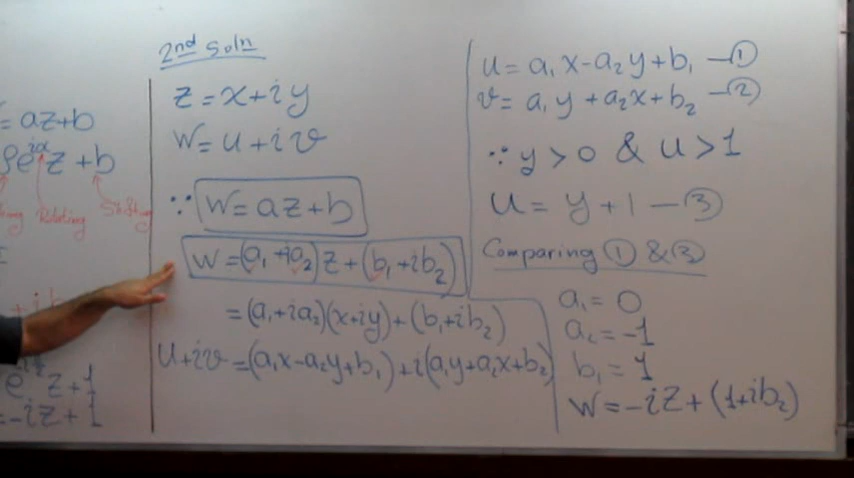 = az+b
ρe^{iα}z + b
Rotating Shifting
z+1
=-iz+1
2nd Soln
z = x+iy
w = u+iv
∵ w = az+b
w = (a₁+ia₂)z + (b₁+ib₂)
= (a₁+ia₂)(x+iy) + (b₁+ib₂)
u+iv = (a₁x-a₂y+b₁) + i(a₁y+a₂x+b₂)
u = a₁x-a₂y+b₁ —①
v = a₁y+a₂x+b₂ —②
∵ y>0 & u>1
u = y+1 —③
Comparing ① & ③
a₁ = 0
a₂ = -1
b₁ = 1
w = -iz + (1+ib₂)